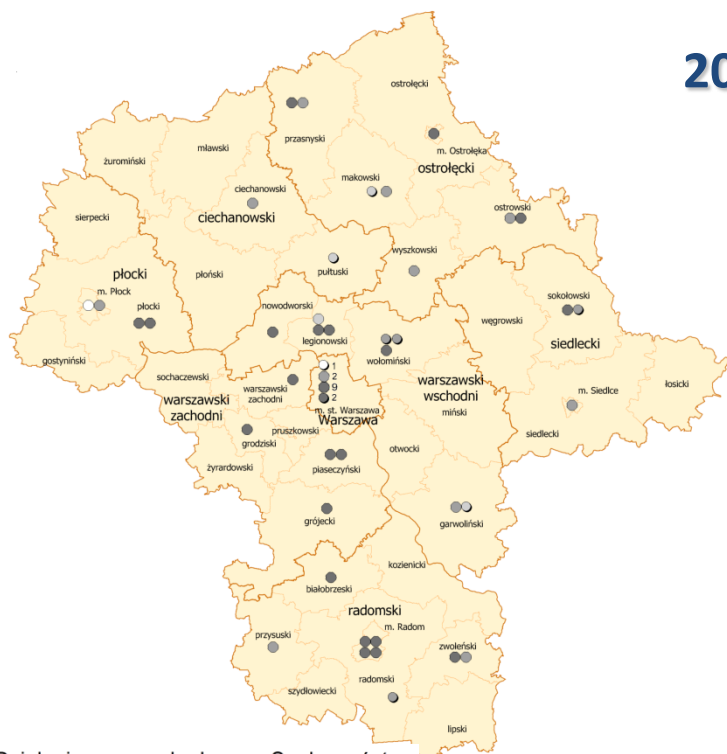 20
ostrołęcki
przasnyski
m. Ostrołęka
mławski
żuromiński
ostrołęcki
makowski
ciechanowski
ciechanowski
sierpecki
ostrowski
wyszkowski
płocki
płoński
pułtuski
m. Płock
płocki
nowodworski
sokołowski
węgrowski
legionowski
siedlecki
wołomiński
gostyniński
sochaczewski
1
2
9
2
warszawski
zachodni
warszawski
wschodni
łosicki
warszawski
zachodni
m. Siedlce
m. st. Warszawa
Warszawa
miński
pruszkowski
siedlecki
grodziski
otwocki
żyrardowski
piaseczyński
grójecki
garwoliński
kozienicki
białobrzeski
radomski
m. Radom
przysuski
zwoleński
radomski
szydłowiecki
lipski